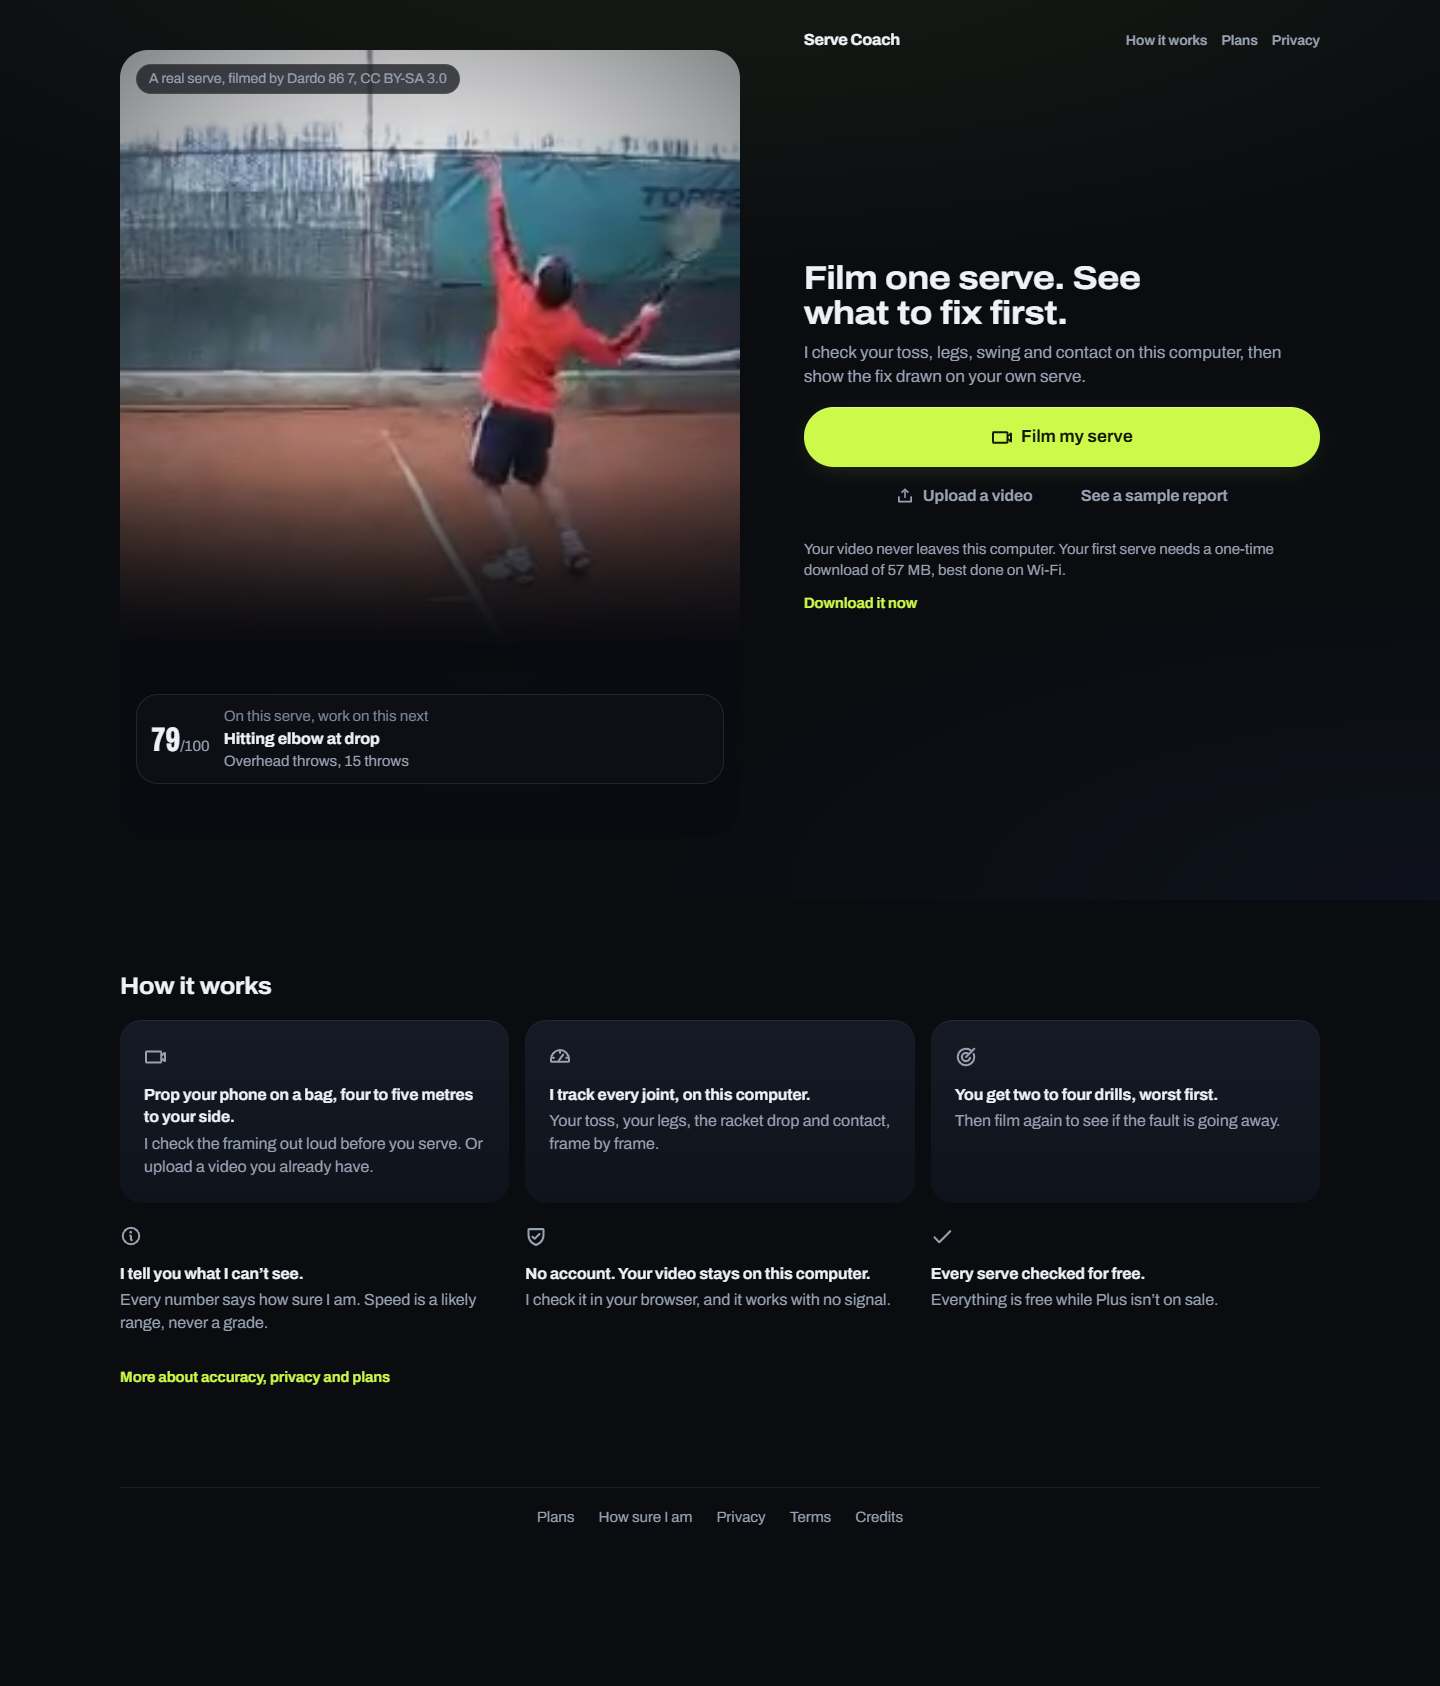 Serve Coach
How it works
Plans
Privacy
A real serve, filmed by Dardo 86 7, CC BY-SA 3.0
Film one serve. See
what to fix first.
I check your toss, legs, swing and contact on this computer, then
show the fix drawn on your own serve.
Film my serve
Upload a video
See a sample report
Your video never leaves this computer. Your first serve needs a one-time
download of 57 MB, best done on Wi-Fi.
Download it now
79/100
On this serve, work on this next
Hitting elbow at drop
Overhead throws, 15 throws
How it works
Prop your phone on a bag, four to five metres
to your side.
I check the framing out loud before you serve. Or
upload a video you already have.
I track every joint, on this computer.
Your toss, your legs, the racket drop and contact,
frame by frame.
You get two to four drills, worst first.
Then film again to see if the fault is going away.
I tell you what I can’t see.
Every number says how sure I am. Speed is a likely
range, never a grade.
No account. Your video stays on this computer.
I check it in your browser, and it works with no signal.
Every serve checked for free.
Everything is free while Plus isn’t on sale.
More about accuracy, privacy and plans
Plans
How sure I am
Privacy
Terms
Credits